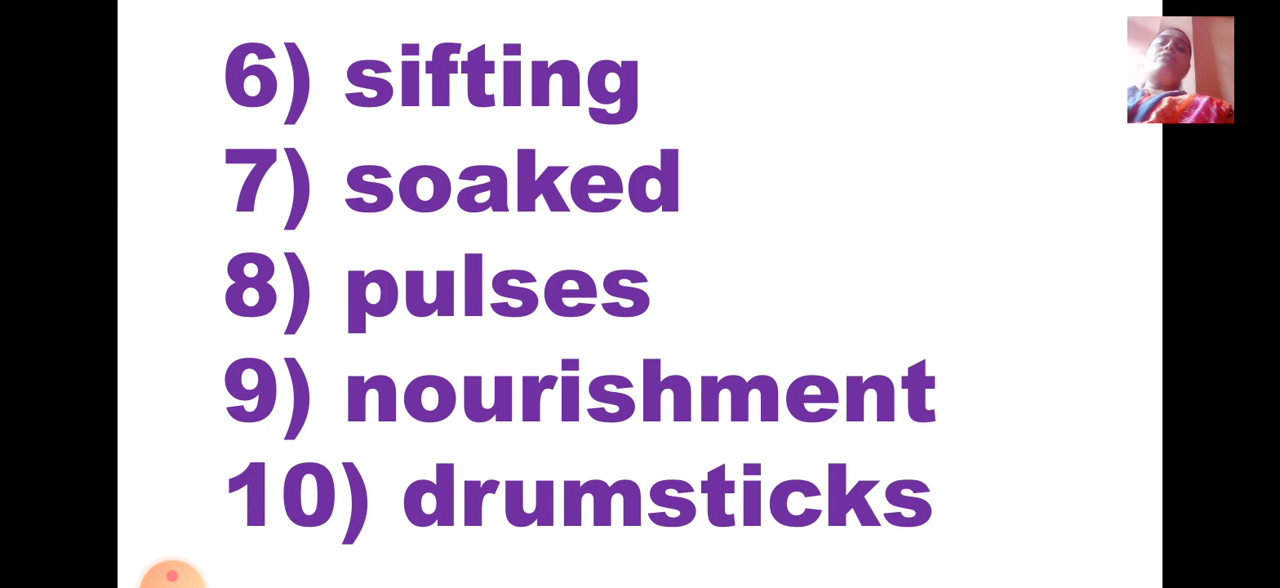 6) sifting
7) soaked
8) pulses
9) nourishment
10) drumsticks